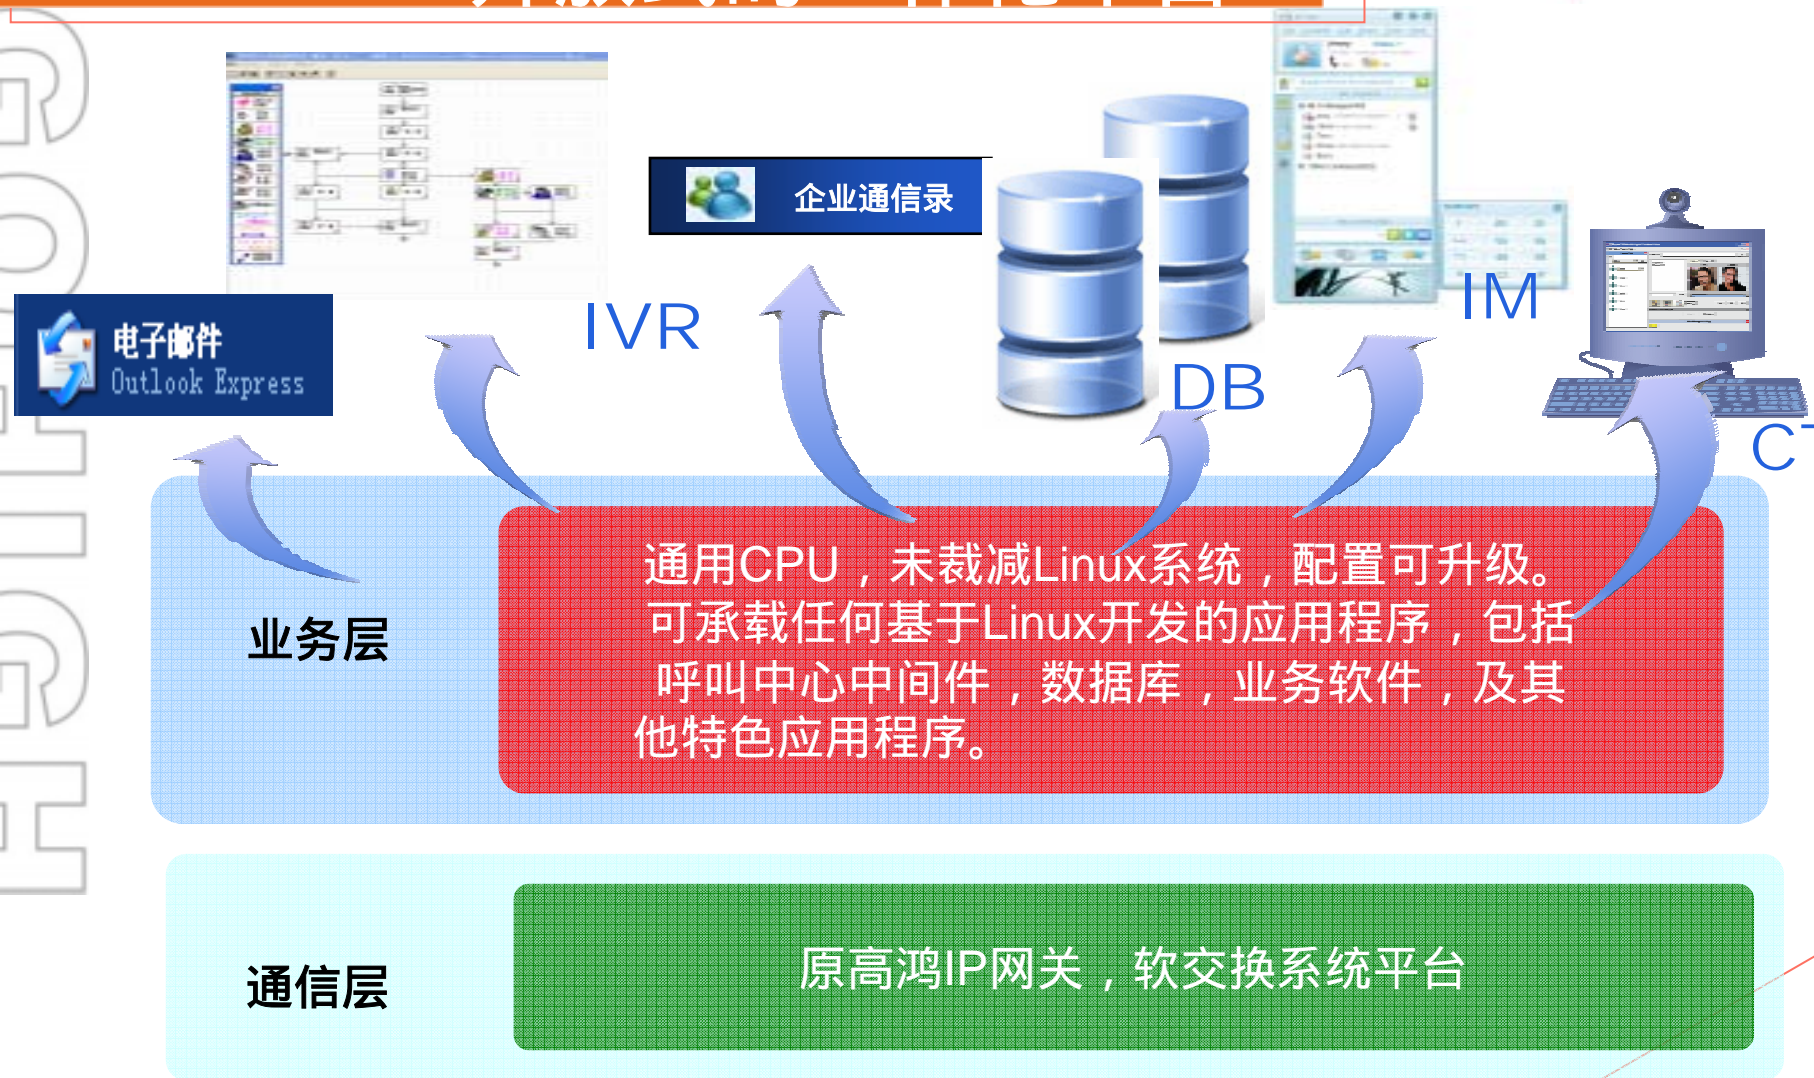 企业通信录
IVR
IM
电子邮件
Outlook Express
DB
通用CPU，未裁减Linux系统，配置可升级。
可承载任何基于Linux开发的应用程序，包括
呼叫中心中间件，数据库，业务软件，及其
他特色应用程序。
业务层
原高鸿IP网关，软交换系统平台
通信层